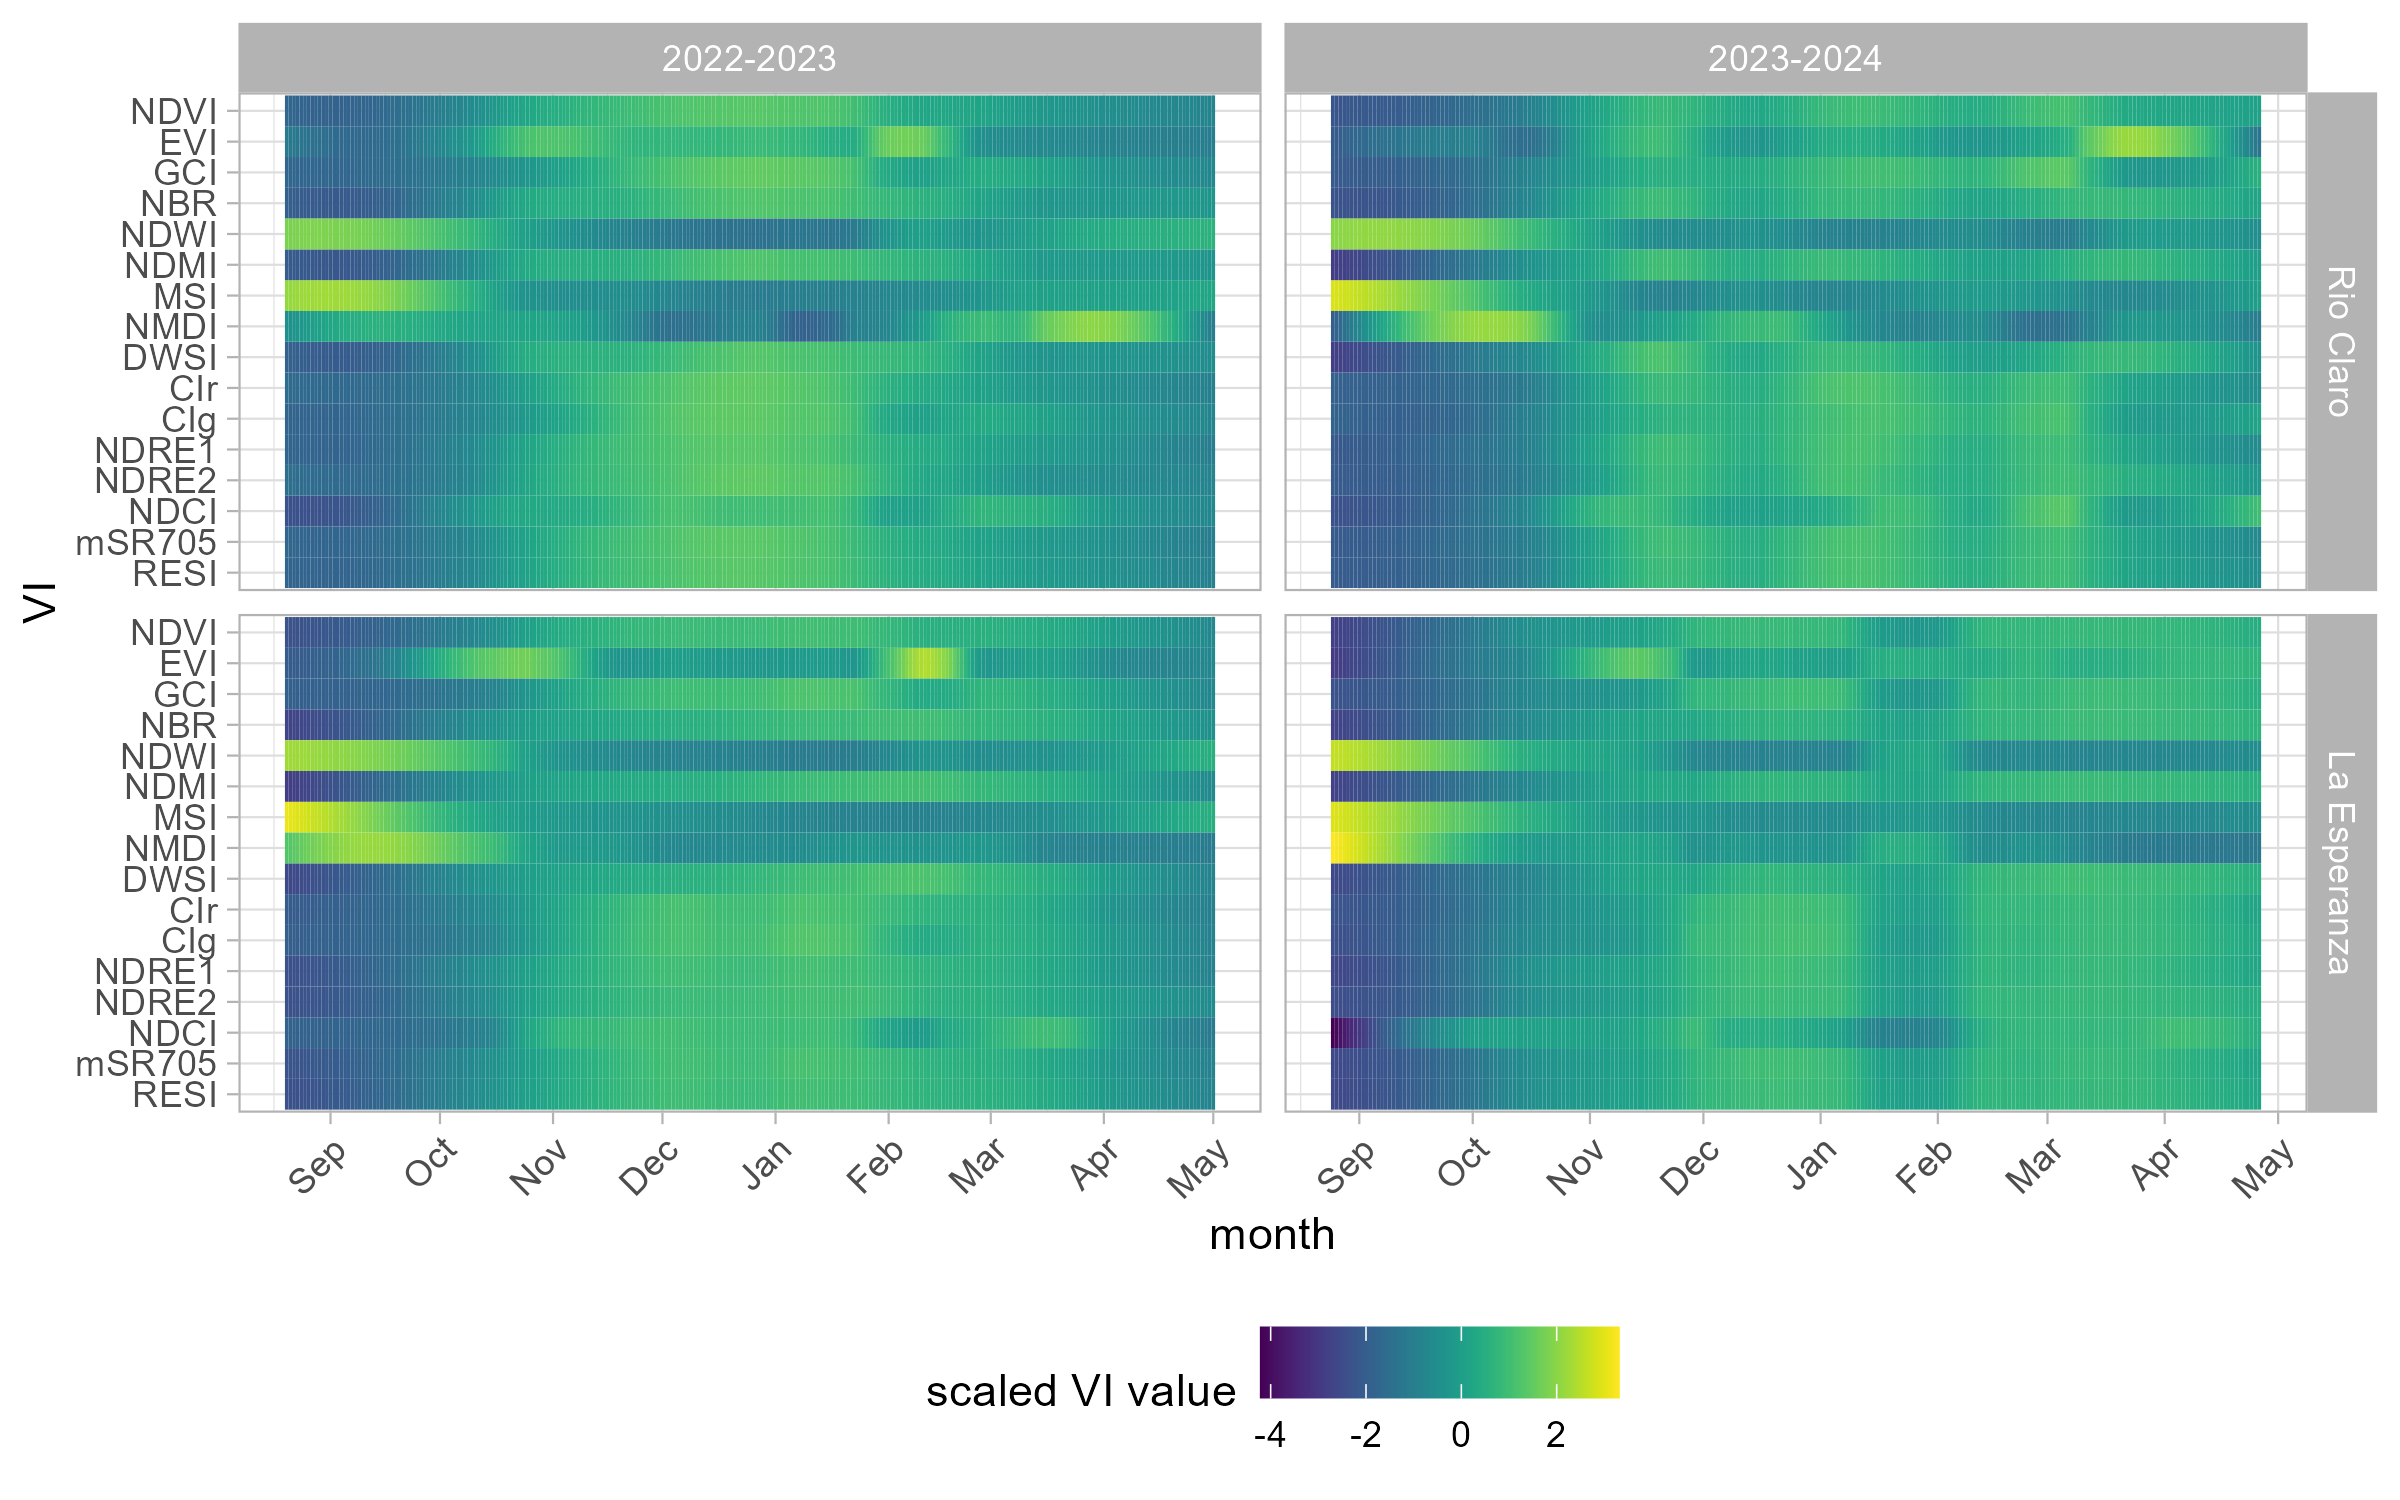 2022-2023
2023-2024
NDVI
EVI
GCI
NBR
NDWI
NDMI
MSI
NMDI
DWSI
CIr
CIg
NDRE1
NDRE2
NDCI
mSR705
RESI
Rio Claro
VI
NDVI
EVI
GCI
NBR
NDWI
NDMI
MSI
NMDI
DWSI
CIr
CIg
NDRE1
NDRE2
NDCI
mSR705
RESI
La Esperanza
Sep Oct Nov Dec Jan Feb Mar Apr May
Sep Oct Nov Dec Jan Feb Mar Apr May
month
scaled VI value
-4 -2 0 2